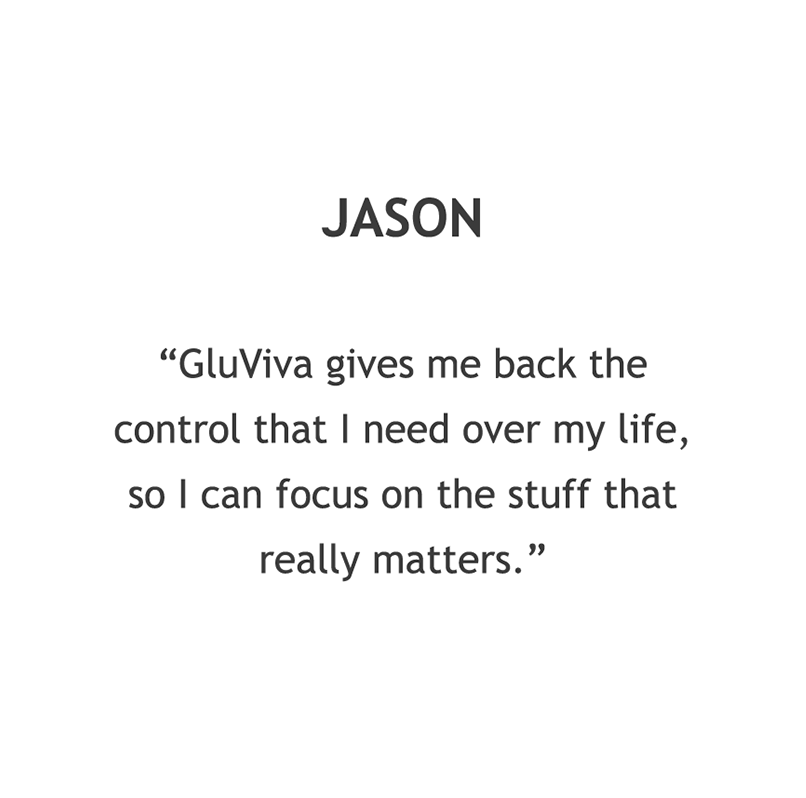 JASON
“GluViva gives me back the
control that I need over my life,
so I can focus on the stuff that
really matters.”